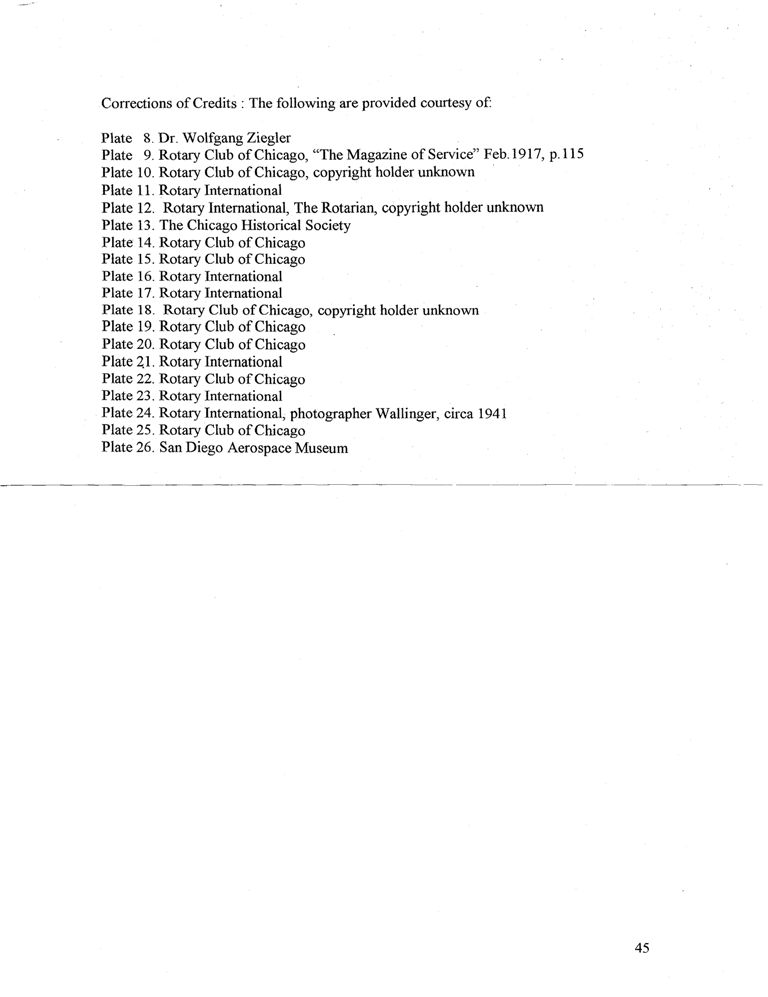 Corrections of Credits : The following are provided courtesy of:
Plate 8. Dr. Wolfgang Ziegler
Plate 9. Rotary Club of Chicago, “The Magazine of Service” Feb.1917, p.115
Plate 10. Rotary Club of Chicago, copyright holder unknown
Plate 11. Rotary International
Plate 12. Rotary International, The Rotarian, copyright holder unknown
Plate 13. The Chicago Historical Society
Plate 14. Rotary Club of Chicago
Plate 15. Rotary Club of Chicago
Plate 16. Rotary International
Plate 17. Rotary International
Plate 18. Rotary Club of Chicago, copyright holder unknown
Plate 19. Rotary Club of Chicago
Plate 20. Rotary Club of Chicago
Plate 21. Rotary International
Plate 22. Rotary Club of Chicago
Plate 23. Rotary International
Plate 24. Rotary International, photographer Wallinger, circa 1941
Plate 25. Rotary Club of Chicago
Plate 26. San Diego Aerospace Museum
45